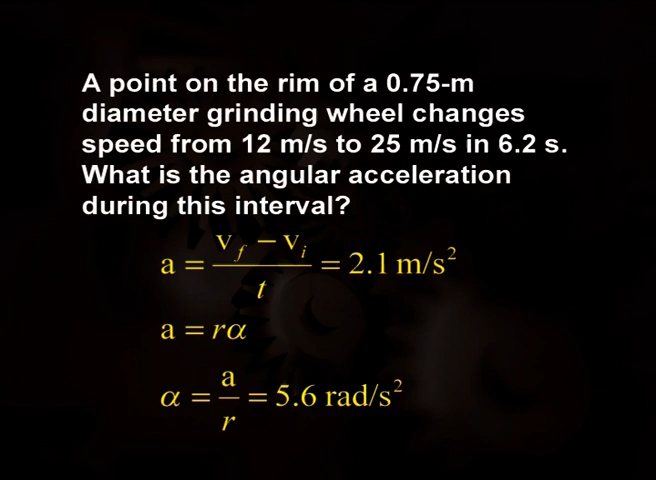 A point on the rim of a 0.75-m
diameter grinding wheel changes
speed from 12 m/s to 25 m/s in 6.2 s.
What is the angular acceleration
during this interval?
a = (v_f − v_i) / t = 2.1 m/s²
a = rα
α = a / r = 5.6 rad/s²